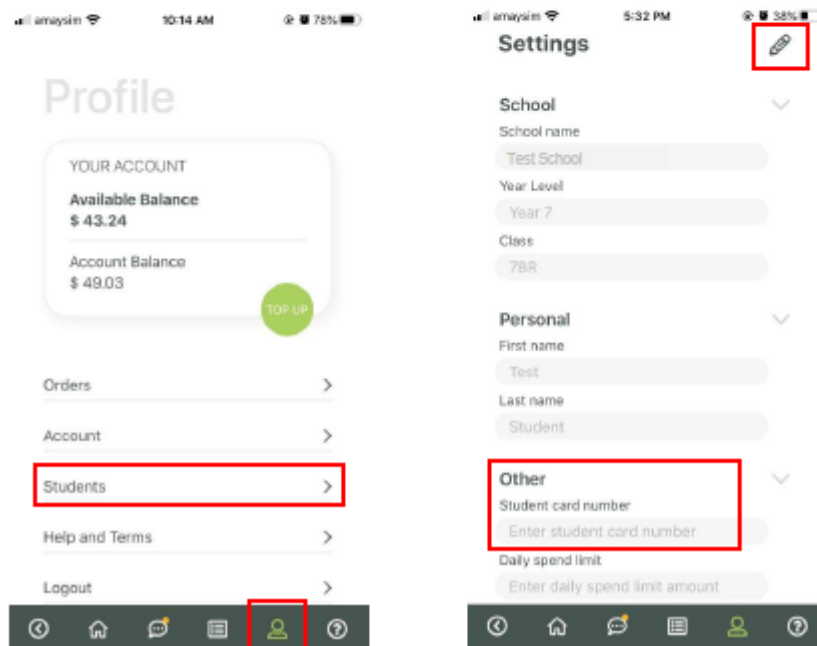 amaysim 10:14 AM 78%
Profile
YOUR ACCOUNT
Available Balance
$ 43.24
Account Balance
$ 49.03
TOP UP
Orders
Account
Students
Help and Terms
Logout
amaysim 5:32 PM 38%
Settings
School
School name
Test School
Year Level
Year 7
Class
7BR
Personal
First name
Test
Last name
Student
Other
Student card number
Enter student card number
Daily spend limit
Enter daily spend limit amount